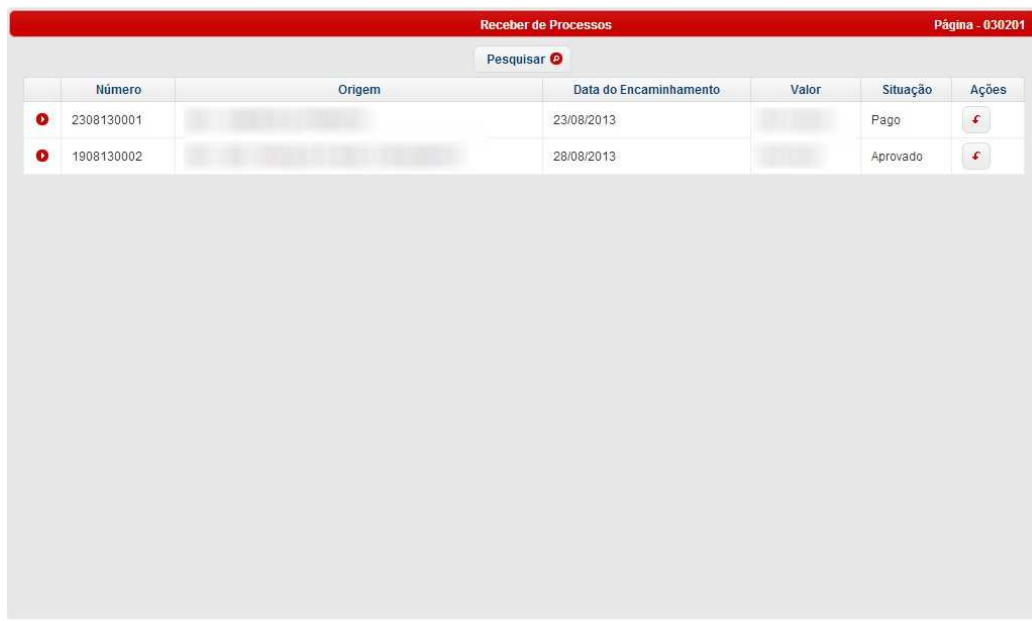 Receber de Processos Página - 030201
Pesquisar
Número Origem Data do Encaminhamento Valor Situação Ações
2308130001 23/08/2013 Pago
1908130002 28/08/2013 Aprovado